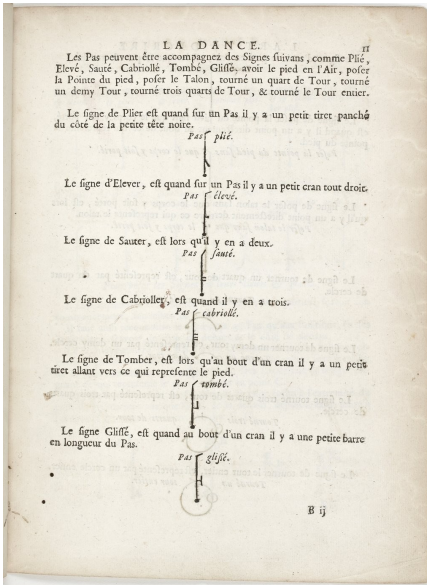 LA DANCE. 11
Les Pas peuvent être accompagnez des Signes suivans, comme Plié,
Elevé, Sauté, Cabriollé, Tombé, Glissé, avoir le pied en l'Air, poser
la Pointe du pied, poser le Talon, tourné un quart de Tour, tourné
un demy Tour, tourné trois quarts de Tour, & tourné le Tour entier.
Le signe de Plier est quand sur un Pas il y a un petit tiret panché
du côté de la petite tête noire.
Pas plié.
Le signe d'Elever, est quand sur un Pas il y a un petit cran tout droit.
Pas élevé.
Le signe de Sauter, est lors qu'il y en a deux.
Pas sauté.
Le signe de Cabrioller, est quand il y en a trois.
Pas cabriollé.
Le signe de Tomber, est lors qu'au bout d'un cran il y a un petit
tiret allant vers ce qui represente le pied.
Pas tombé.
Le signe Glissé, est quand au bout d'un cran il y a une petite barre
en longueur du Pas.
Pas glissé.
B ij